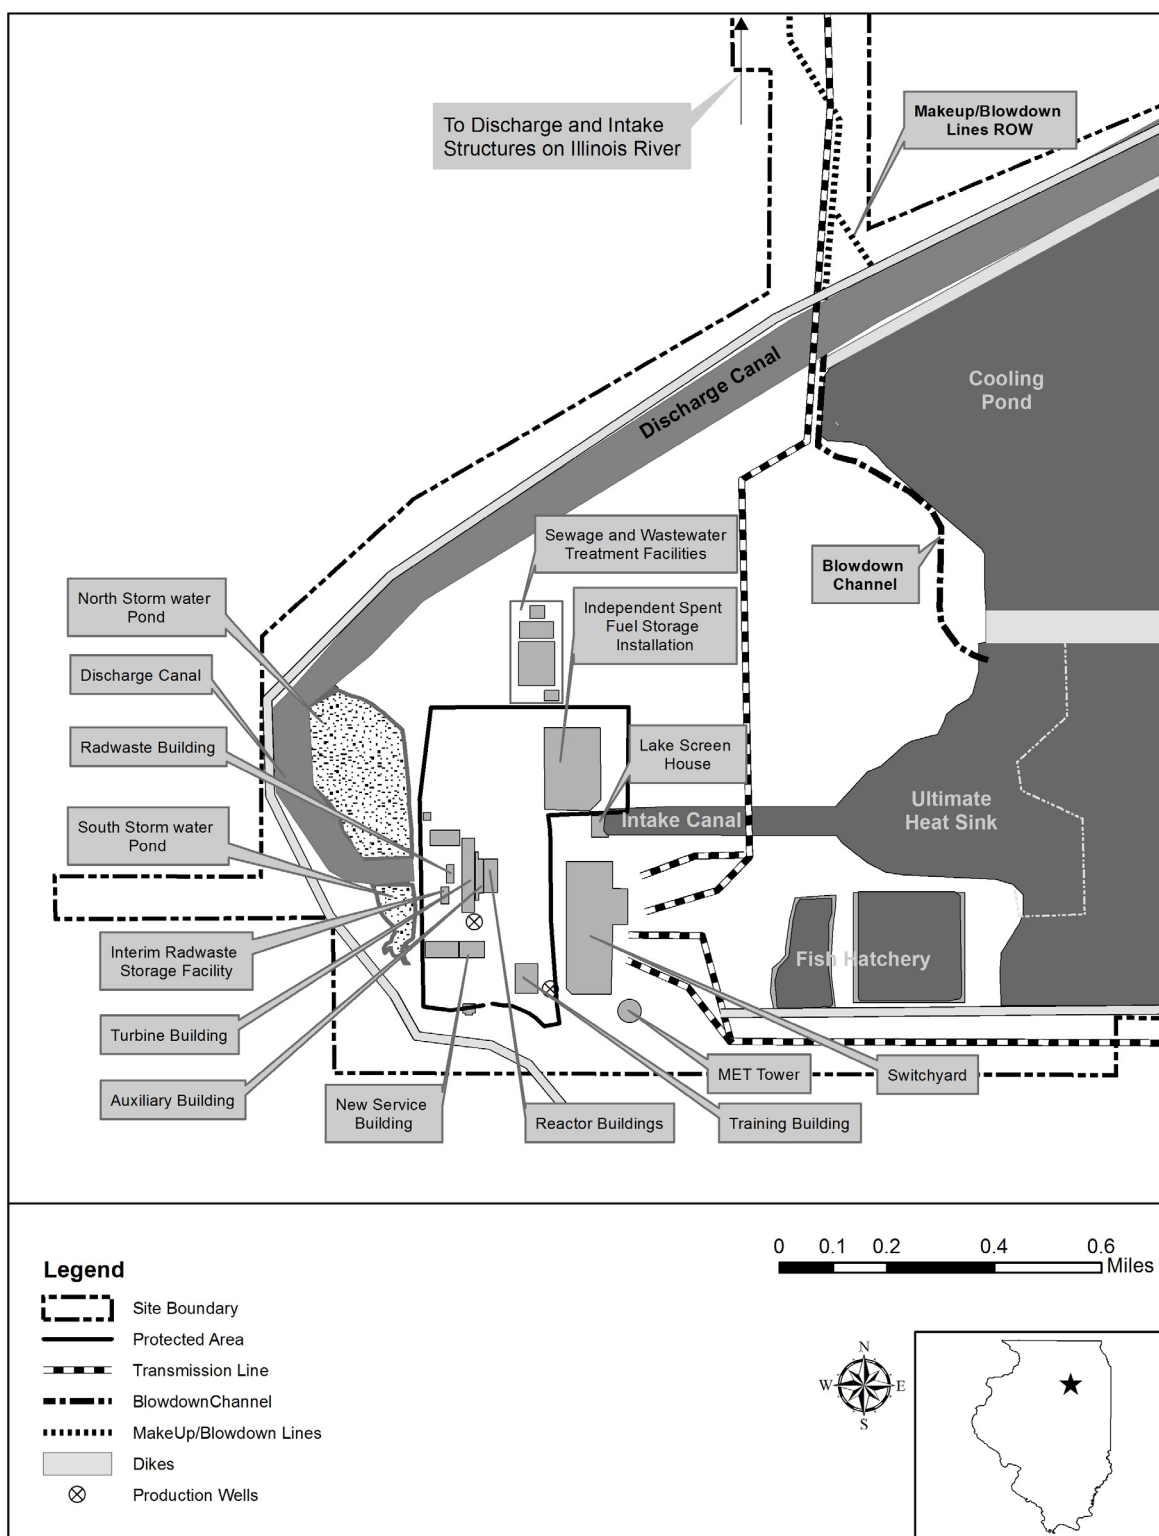 To Discharge and Intake
Structures on Illinois River
Makeup/Blowdown
Lines ROW
Discharge Canal
Cooling
Pond
Sewage and Wastewater
Treatment Facilities
Blowdown
Channel
North Storm water
Pond
Independent Spent
Fuel Storage
Installation
Discharge Canal
Radwaste Building
Lake Screen
House
South Storm water
Pond
Intake Canal
Ultimate
Heat Sink
Interim Radwaste
Storage Facility
Fish Hatchery
Turbine Building
MET Tower
Switchyard
Auxiliary Building
New Service
Building
Reactor Buildings
Training Building
0 0.1 0.2 0.4 0.6
Miles
Legend
Site Boundary
Protected Area
Transmission Line
BlowdownChannel
MakeUp/Blowdown Lines
Dikes
Production Wells
N
W E
S